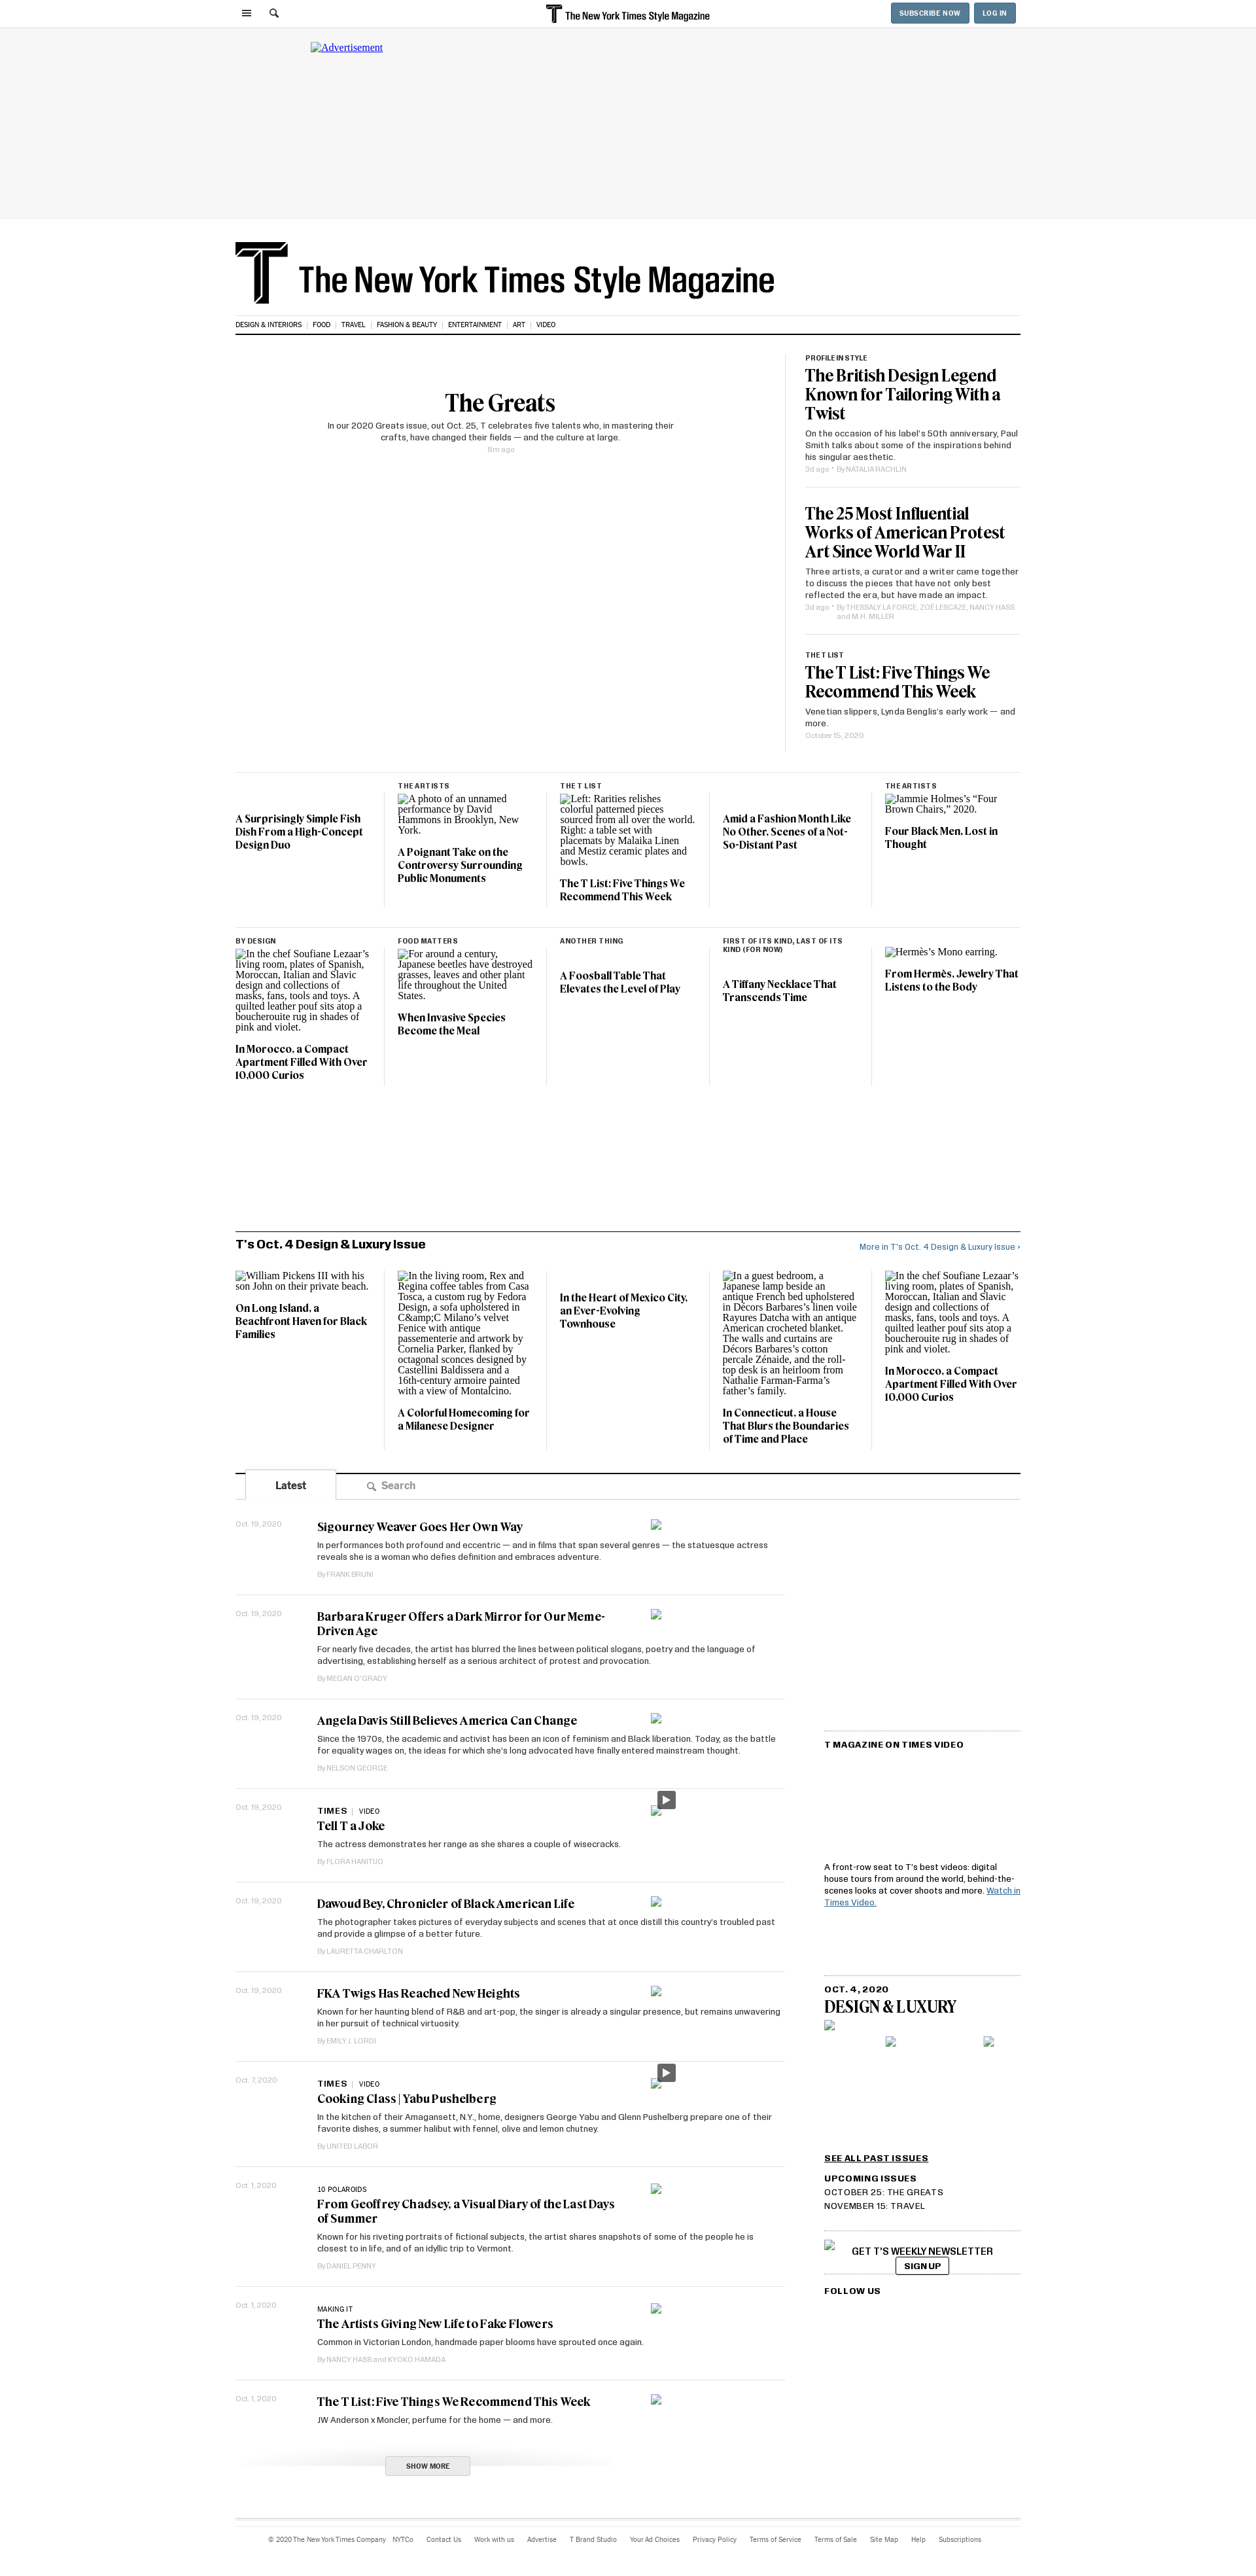 The New York Times Style Magazine
SUBSCRIBE NOW
LOG IN
Advertisement
The New York Times Style Magazine
DESIGN & INTERIORS
FOOD
TRAVEL
FASHION & BEAUTY
ENTERTAINMENT
ART
VIDEO
The Greats
In our 2020 Greats issue, out Oct. 25, T celebrates five talents who, in mastering their
crafts, have changed their fields — and the culture at large.
8m ago
PROFILE IN STYLE
The British Design Legend
Known for Tailoring With a
Twist
On the occasion of his label's 50th anniversary, Paul
Smith talks about some of the inspirations behind
his singular aesthetic.
3d ago • By NATALIA RACHLIN
The 25 Most Influential
Works of American Protest
Art Since World War II
Three artists, a curator and a writer came together
to discuss the pieces that have not only best
reflected the era, but have made an impact.
3d ago • By THESSALY LA FORCE, ZOË LESCAZE, NANCY HASS
and M.H. MILLER
THE T LIST
The T List: Five Things We
Recommend This Week
Venetian slippers, Lynda Benglis's early work — and
more.
October 15, 2020
A Surprisingly Simple Fish
Dish From a High-Concept
Design Duo
THE ARTISTS
A photo of an unnamed
performance by David
Hammons in Brooklyn, New
York.
A Poignant Take on the
Controversy Surrounding
Public Monuments
THE T LIST
Left: Rarities relishes
colorful patterned pieces
sourced from all over the world.
Right: a table set with
placemats by Malaika Linen
and Mestiz ceramic plates and
bowls.
The T List: Five Things We
Recommend This Week
Amid a Fashion Month Like
No Other, Scenes of a Not-
So-Distant Past
THE ARTISTS
Jammie Holmes's “Four
Brown Chairs,” 2020.
Four Black Men, Lost in
Thought
BY DESIGN
In the chef Soufiane Lezaar's
living room, plates of Spanish,
Moroccan, Italian and Slavic
design and collections of
masks, fans, tools and toys. A
quilted leather pouf sits atop a
boucherouite rug in shades of
pink and violet.
In Morocco, a Compact
Apartment Filled With Over
10,000 Curios
FOOD MATTERS
For around a century,
Japanese beetles have destroyed
grasses, leaves and other plant
life throughout the United
States.
When Invasive Species
Become the Meal
ANOTHER THING
A Foosball Table That
Elevates the Level of Play
FIRST OF ITS KIND, LAST OF ITS
KIND (FOR NOW)
A Tiffany Necklace That
Transcends Time
Hermès's Mono earring.
From Hermès, Jewelry That
Listens to the Body
T's Oct. 4 Design & Luxury Issue
More in T's Oct. 4 Design & Luxury Issue ›
William Pickens III with his
son John on their private beach.
On Long Island, a
Beachfront Haven for Black
Families
In the living room, Rex and
Regina coffee tables from Casa
Tosca, a custom rug by Fedora
Design, a sofa upholstered in
C&amp;C Milano's velvet
Fenice with antique
passementerie and artwork by
Cornelia Parker, flanked by
octagonal sconces designed by
Castellini Baldissera and a
16th-century armoire painted
with a view of Montalcino.
A Colorful Homecoming for
a Milanese Designer
In the Heart of Mexico City,
an Ever-Evolving
Townhouse
In a guest bedroom, a
Japanese lamp beside an
antique French bed upholstered
in Décors Barbares's linen voile
Rayures Datcha with an antique
American crocheted blanket.
The walls and curtains are
Décors Barbares's cotton
percale Zénaïde, and the roll-
top desk is an heirloom from
Nathalie Farman-Farma's
father's family.
In Connecticut, a House
That Blurs the Boundaries
of Time and Place
In the chef Soufiane Lezaar's
living room, plates of Spanish,
Moroccan, Italian and Slavic
design and collections of
masks, fans, tools and toys. A
quilted leather pouf sits atop a
boucherouite rug in shades of
pink and violet.
In Morocco, a Compact
Apartment Filled With Over
10,000 Curios
Latest
Search
Oct. 19, 2020
Sigourney Weaver Goes Her Own Way
In performances both profound and eccentric — and in films that span several genres — the statuesque actress
reveals she is a woman who defies definition and embraces adventure.
By FRANK BRUNI
Oct. 19, 2020
Barbara Kruger Offers a Dark Mirror for Our Meme-
Driven Age
For nearly five decades, the artist has blurred the lines between political slogans, poetry and the language of
advertising, establishing herself as a serious architect of protest and provocation.
By MEGAN O'GRADY
Oct. 19, 2020
Angela Davis Still Believes America Can Change
Since the 1970s, the academic and activist has been an icon of feminism and Black liberation. Today, as the battle
for equality wages on, the ideas for which she's long advocated have finally entered mainstream thought.
By NELSON GEORGE
Oct. 19, 2020
TIMES | VIDEO
Tell T a Joke
The actress demonstrates her range as she shares a couple of wisecracks.
By FLORA HANITIJO
Oct. 19, 2020
Dawoud Bey, Chronicler of Black American Life
The photographer takes pictures of everyday subjects and scenes that at once distill this country's troubled past
and provide a glimpse of a better future.
By LAURETTA CHARLTON
Oct. 19, 2020
FKA Twigs Has Reached New Heights
Known for her haunting blend of R&B and art-pop, the singer is already a singular presence, but remains unwavering
in her pursuit of technical virtuosity.
By EMILY J. LORDI
Oct. 7, 2020
TIMES | VIDEO
Cooking Class | Yabu Pushelberg
In the kitchen of their Amagansett, N.Y., home, designers George Yabu and Glenn Pushelberg prepare one of their
favorite dishes, a summer halibut with fennel, olive and lemon chutney.
By UNITED LABOR
Oct. 1, 2020
10 POLAROIDS
From Geoffrey Chadsey, a Visual Diary of the Last Days
of Summer
Known for his riveting portraits of fictional subjects, the artist shares snapshots of some of the people he is
closest to in life, and of an idyllic trip to Vermont.
By DANIEL PENNY
Oct. 1, 2020
MAKING IT
The Artists Giving New Life to Fake Flowers
Common in Victorian London, handmade paper blooms have sprouted once again.
By NANCY HASS and KYOKO HAMADA
Oct. 1, 2020
The T List: Five Things We Recommend This Week
JW Anderson x Moncler, perfume for the home — and more.
SHOW MORE
T MAGAZINE ON TIMES VIDEO
A front-row seat to T's best videos: digital
house tours from around the world, behind-the-
scenes looks at cover shoots and more. Watch in
Times Video.
OCT. 4, 2020
DESIGN & LUXURY
SEE ALL PAST ISSUES
UPCOMING ISSUES
OCTOBER 25: THE GREATS
NOVEMBER 15: TRAVEL
GET T'S WEEKLY NEWSLETTER
SIGN UP
FOLLOW US
© 2020 The New York Times Company
NYTCo
Contact Us
Work with us
Advertise
T Brand Studio
Your Ad Choices
Privacy Policy
Terms of Service
Terms of Sale
Site Map
Help
Subscriptions